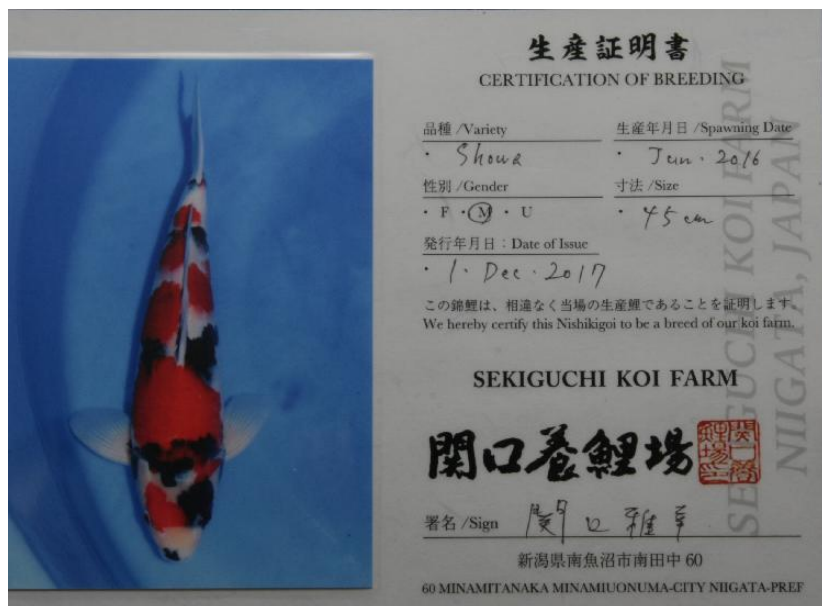 生産証明書
CERTIFICATION OF BREEDING
品種 /Variety
・ Showa
生産年月日 /Spawning Date
・ Jun. 2016
性別 /Gender
・ F ・ M ・ U
寸法 /Size
・ 45 cm
発行年月日 : Date of Issue
・ 1. Dec. 2017
この錦鯉は、相違なく当場の生産鯉であることを証明します。
We hereby certify this Nishikigoi to be a breed of our koi farm.
SEKIGUCHI KOI FARM
関口養鯉場
署名 /Sign
新潟県南魚沼市南田中 60
60 MINAMITANAKA MINAMIUONUMA-CITY NIIGATA-PREF
SEKIGUCHI KOI FARM
NIIGATA, JAPAN